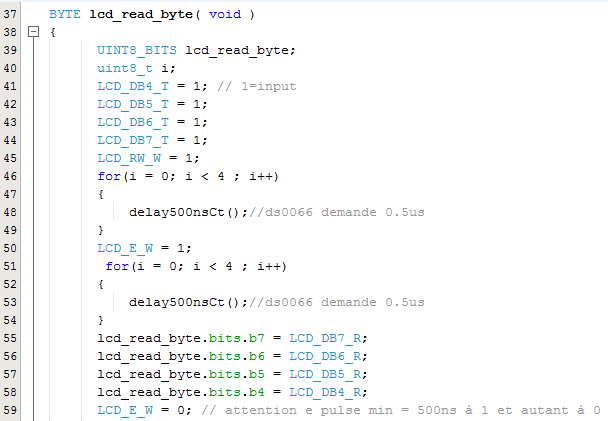 37 BYTE lcd_read_byte( void )
38 {
39 UINT8_BITS lcd_read_byte;
40 uint8_t i;
41 LCD_DB4_T = 1; // 1=input
42 LCD_DB5_T = 1;
43 LCD_DB6_T = 1;
44 LCD_DB7_T = 1;
45 LCD_RW_W = 1;
46 for(i = 0; i < 4 ; i++)
47 {
48 delay500nsCt();//ds0066 demande 0.5us
49 }
50 LCD_E_W = 1;
51 for(i = 0; i < 4 ; i++)
52 {
53 delay500nsCt();//ds0066 demande 0.5us
54 }
55 lcd_read_byte.bits.b7 = LCD_DB7_R;
56 lcd_read_byte.bits.b6 = LCD_DB6_R;
57 lcd_read_byte.bits.b5 = LCD_DB5_R;
58 lcd_read_byte.bits.b4 = LCD_DB4_R;
59 LCD_E_W = 0; // attention e pulse min = 500ns à 1 et autant à 0